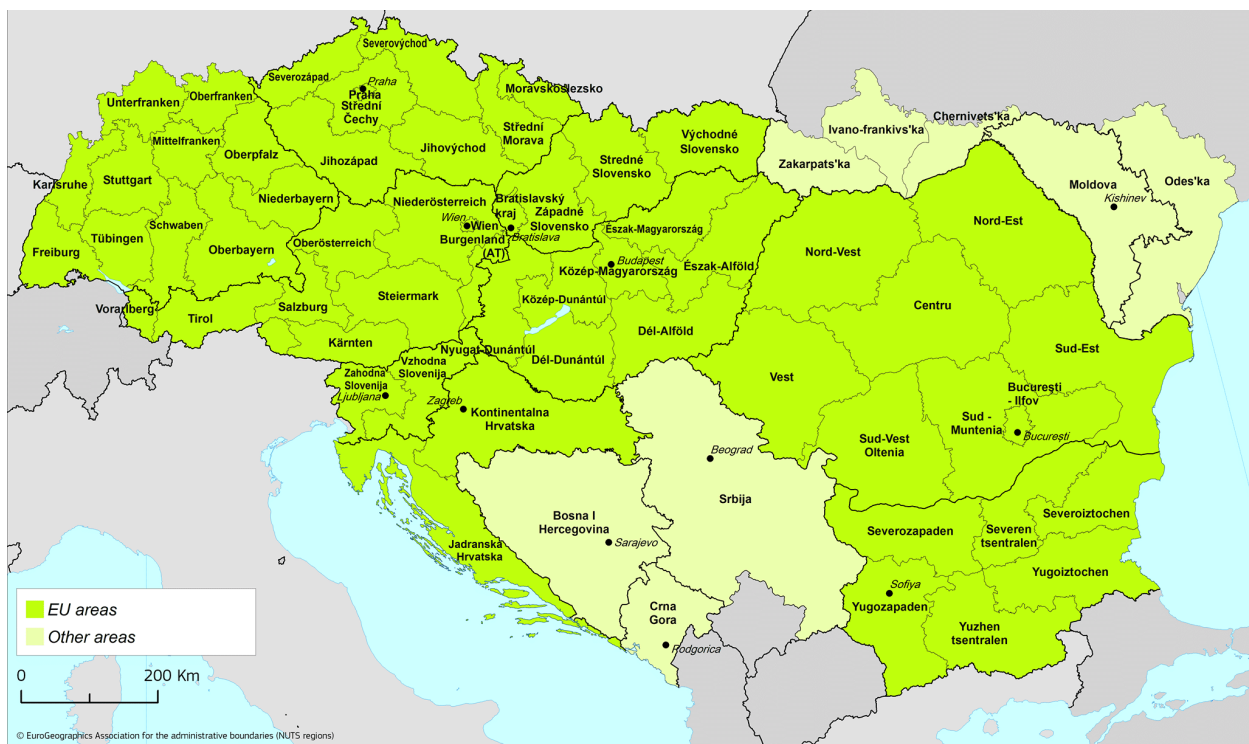 Severovýchod
Severozápad
Praha
Praha
Střední
Čechy
Moravskoslezsko
Unterfranken
Oberfranken
Mittelfranken
Oberpfalz
Jihozápad
Jihovýchod
Střední
Morava
Východné
Slovensko
Stredné
Slovensko
Ivano-frankivs'ka
Chernivets'ka
Zakarpats'ka
Moldova
Kishinev
Odes'ka
Karlsruhe
Stuttgart
Niederbayern
Niederösterreich
Bratislavský
kraj
Západné
Slovensko
Bratislava
Wien
Wien
Burgenland
(AT)
Észak-Magyarország
Nord-Est
Freiburg
Tübingen
Schwaben
Oberbayern
Oberösterreich
Budapest
Közép-Magyarország
Észak-Alföld
Nord-Vest
Vorarlberg
Tirol
Salzburg
Steiermark
Közép-Dunántúl
Centru
Kärnten
Nyugat-Dunántúl
Dél-Dunántúl
Dél-Alföld
Sud-Est
Zahodna
Slovenija
Vzhodna
Slovenija
Ljubljana
Zagreb
Kontinentalna
Hrvatska
Vest
București
- Ilfov
Sud -
Muntenia
București
Sud-Vest
Oltenia
Beograd
Srbija
Bosna I
Hercegovina
Sarajevo
Jadranska
Hrvatska
Severozapaden
Severen
tsentralen
Severoiztochen
Yugoiztochen
Sofiya
Yugozapaden
Yuzhen
tsentralen
Crna
Gora
Podgorica
EU areas
Other areas
0 200 Km
© EuroGeographics Association for the administrative boundaries (NUTS regions)